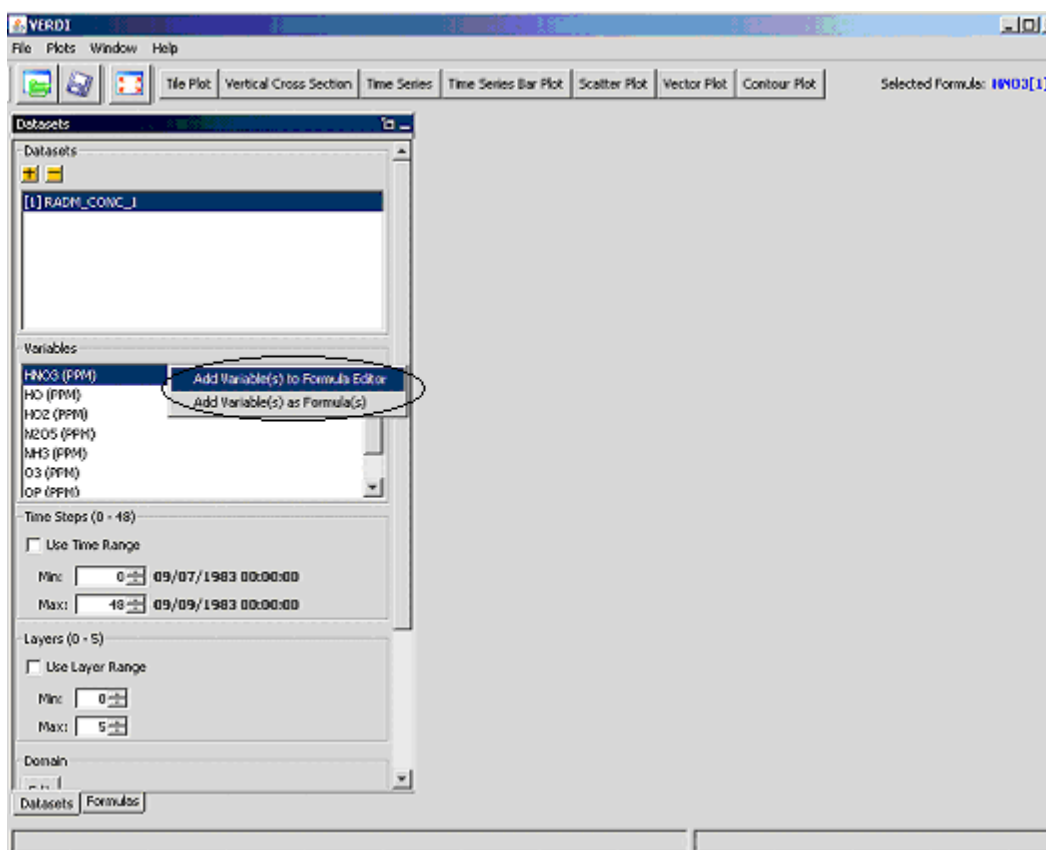 VERDI
File Plots Window Help
Tile Plot Vertical Cross Section Time Series Time Series Bar Plot Scatter Plot Vector Plot Contour Plot Selected Formula: HNO3[1]
Datasets
Datasets
[1] RADM_CONC_1
Variables
HNO3 (PPM) Add Variable(s) to Formula Editor
HO (PPM) Add Variable(s) as Formula(s)
HO2 (PPM)
N2O5 (PPM)
NH3 (PPM)
O3 (PPM)
OP (PPM)
Time Steps (0 - 48)
Use Time Range
Min: 0 09/07/1983 00:00:00
Max: 48 09/09/1983 00:00:00
Layers (0 - 5)
Use Layer Range
Min: 0
Max: 5
Domain
Datasets Formulas